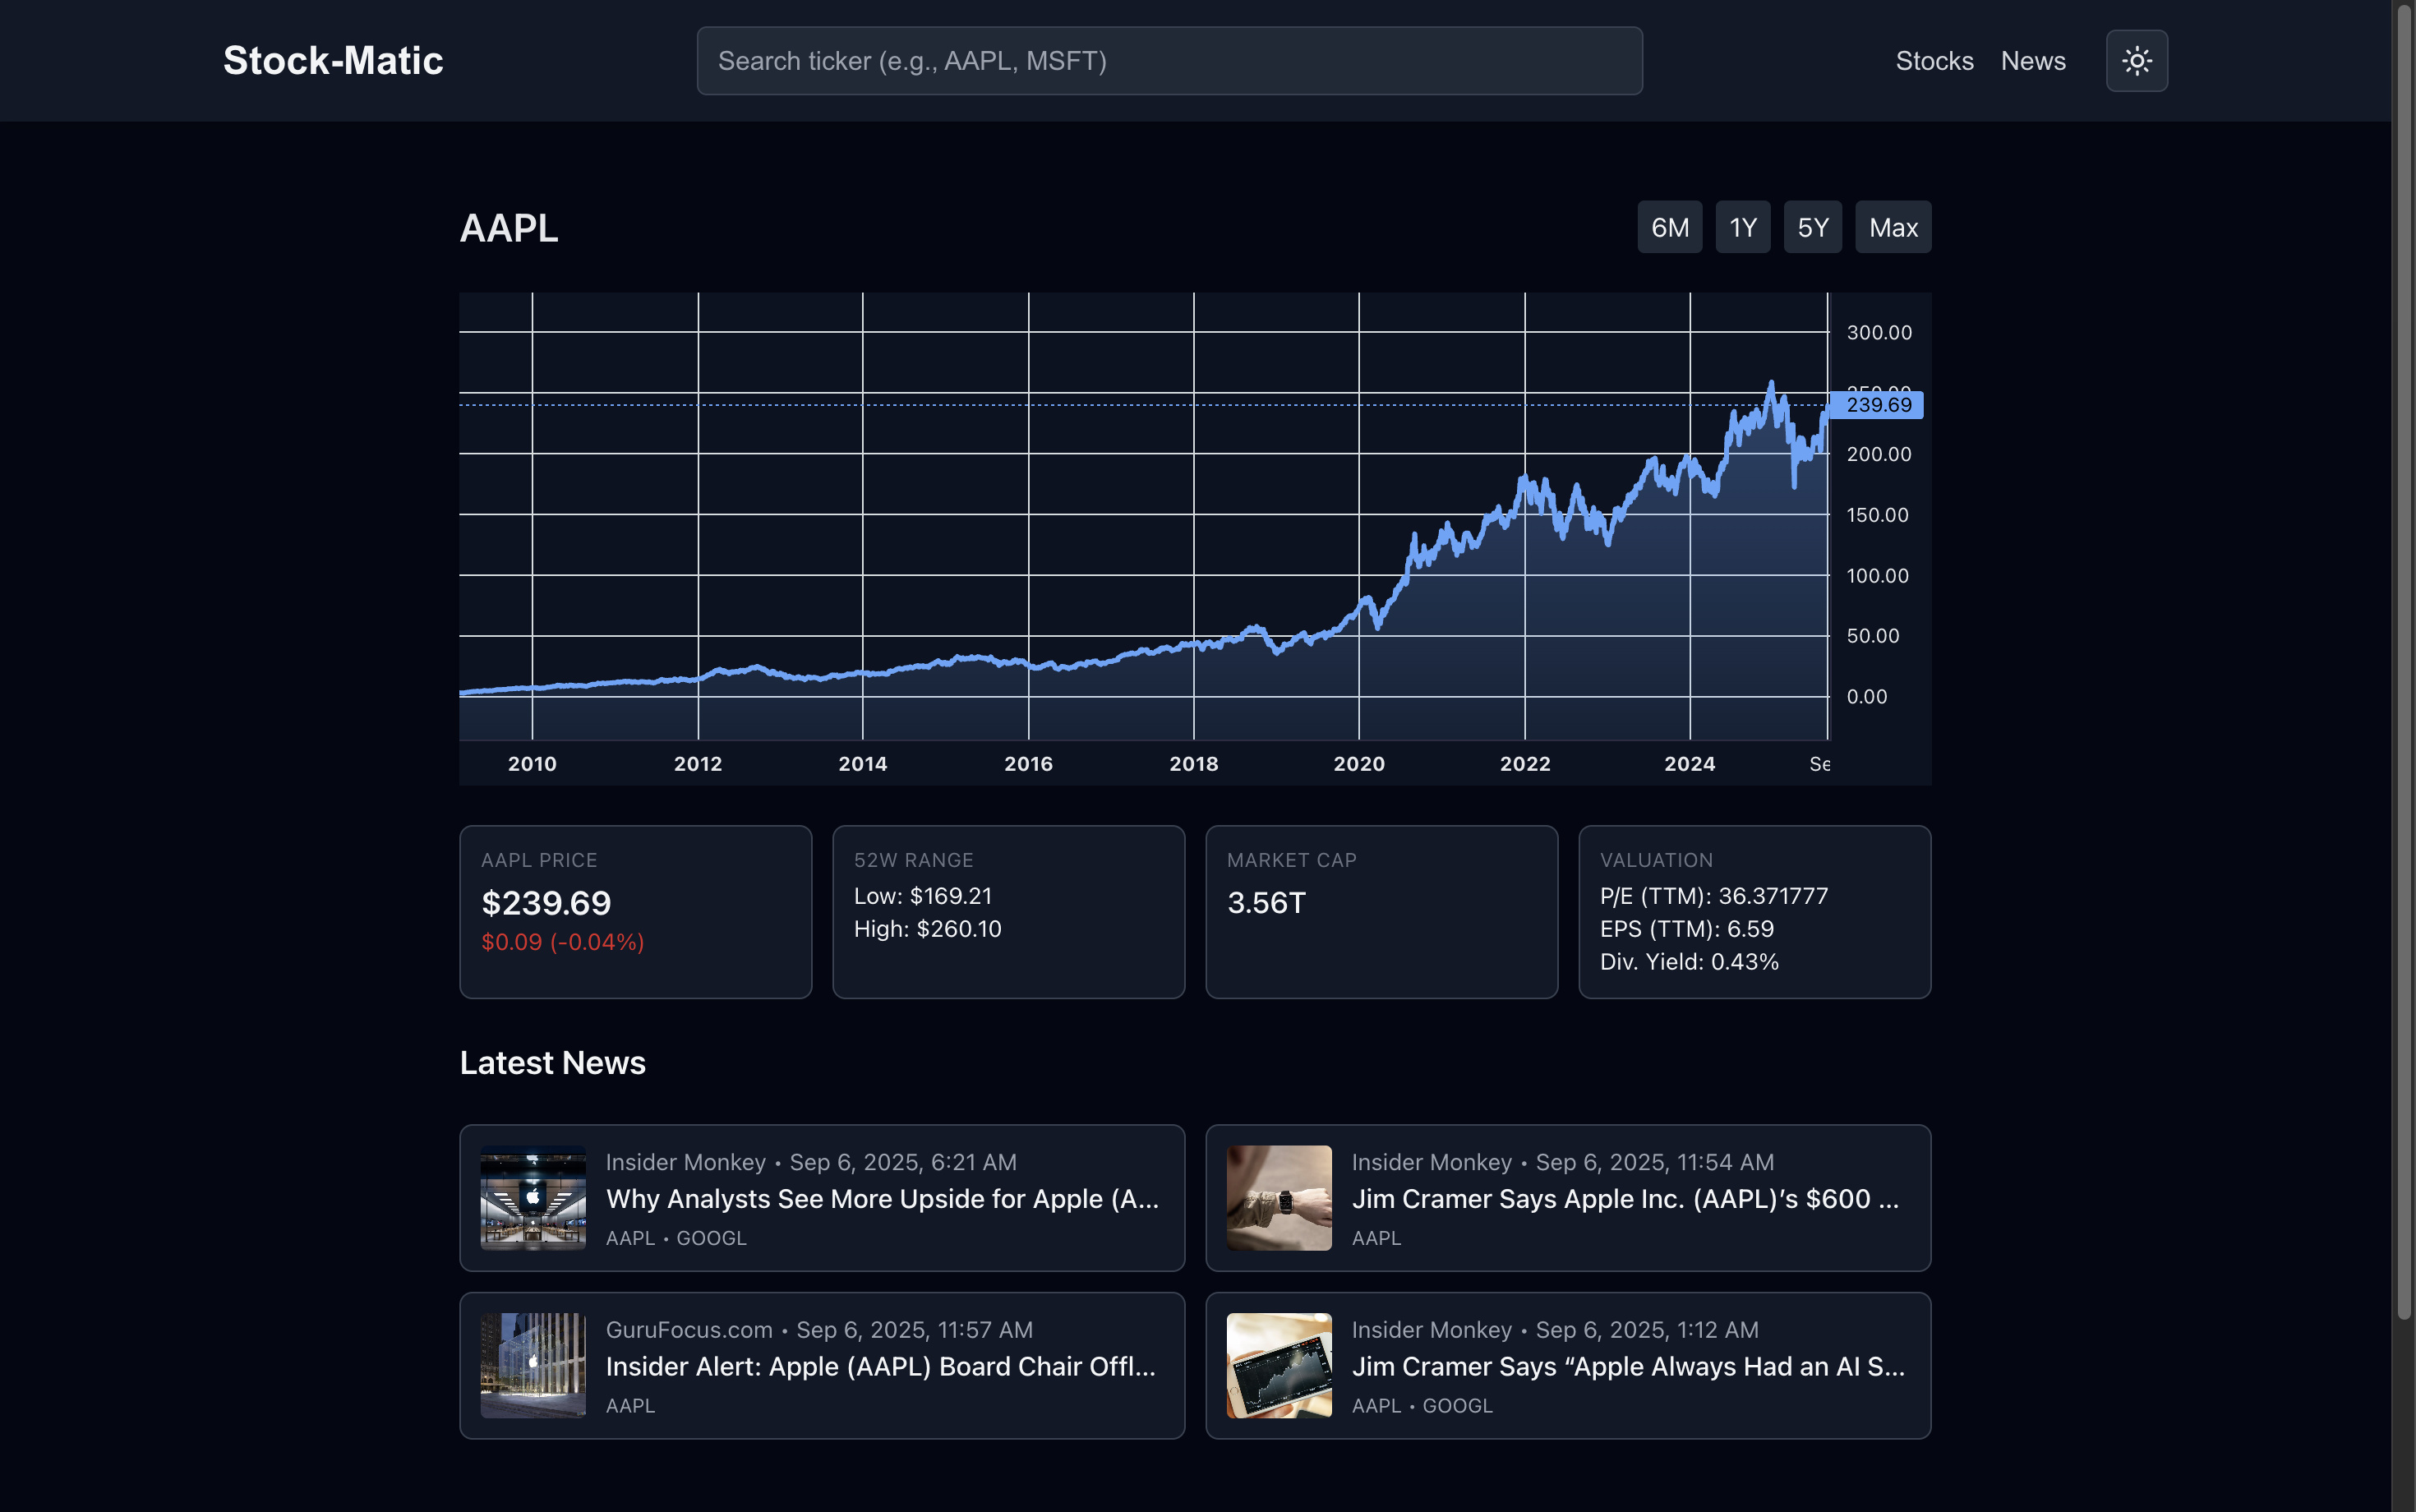 Stock-Matic
Search ticker (e.g., AAPL, MSFT)
Stocks News
AAPL
6M 1Y 5Y Max
300.00
250.00
239.69
200.00
150.00
100.00
50.00
0.00
2010 2012 2014 2016 2018 2020 2022 2024 Se
AAPL PRICE
$239.69
$0.09 (-0.04%)
52W RANGE
Low: $169.21
High: $260.10
MARKET CAP
3.56T
VALUATION
P/E (TTM): 36.371777
EPS (TTM): 6.59
Div. Yield: 0.43%
Latest News
Insider Monkey • Sep 6, 2025, 6:21 AM
Why Analysts See More Upside for Apple (A...
AAPL • GOOGL
Insider Monkey • Sep 6, 2025, 11:54 AM
Jim Cramer Says Apple Inc. (AAPL)’s $600 ...
AAPL
GuruFocus.com • Sep 6, 2025, 11:57 AM
Insider Alert: Apple (AAPL) Board Chair Offl...
AAPL
Insider Monkey • Sep 6, 2025, 1:12 AM
Jim Cramer Says “Apple Always Had an AI S...
AAPL • GOOGL